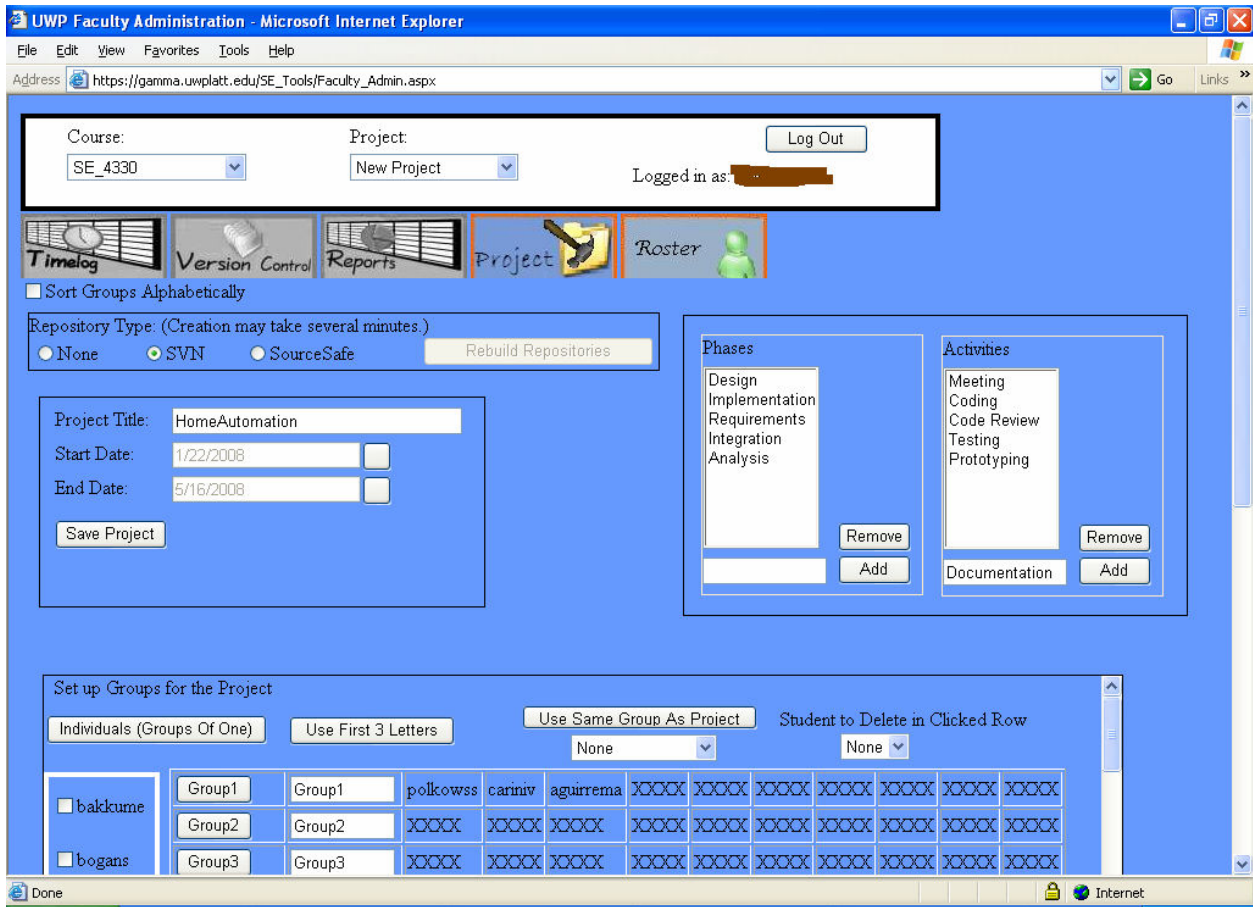 UWP Faculty Administration - Microsoft Internet Explorer
File Edit View Favorites Tools Help
Address https://gamma.uwplatt.edu/SE_Tools/Faculty_Admin.aspx Go Links »
Course: Project: Log Out
SE_4330 New Project Logged in as:
Timelog Version Control Reports Project Roster
Sort Groups Alphabetically
Repository Type: (Creation may take several minutes.)
None SVN SourceSafe Rebuild Repositories
Project Title: HomeAutomation
Start Date: 1/22/2008
End Date: 5/16/2008
Save Project
Phases
Design
Implementation
Requirements
Integration
Analysis
Remove
Add
Activities
Meeting
Coding
Code Review
Testing
Prototyping
Remove
Documentation Add
Set up Groups for the Project
Individuals (Groups Of One) Use First 3 Letters Use Same Group As Project Student to Delete in Clicked Row
None None
bakkume
bogans
Group1 Group1 polkowss cariniv aguirrema XXXX XXXX XXXX XXXX XXXX XXXX XXXX
Group2 Group2 XXXX XXXX XXXX XXXX XXXX XXXX XXXX XXXX XXXX XXXX
Group3 Group3 XXXX XXXX XXXX XXXX XXXX XXXX XXXX XXXX XXXX XXXX
Done Internet